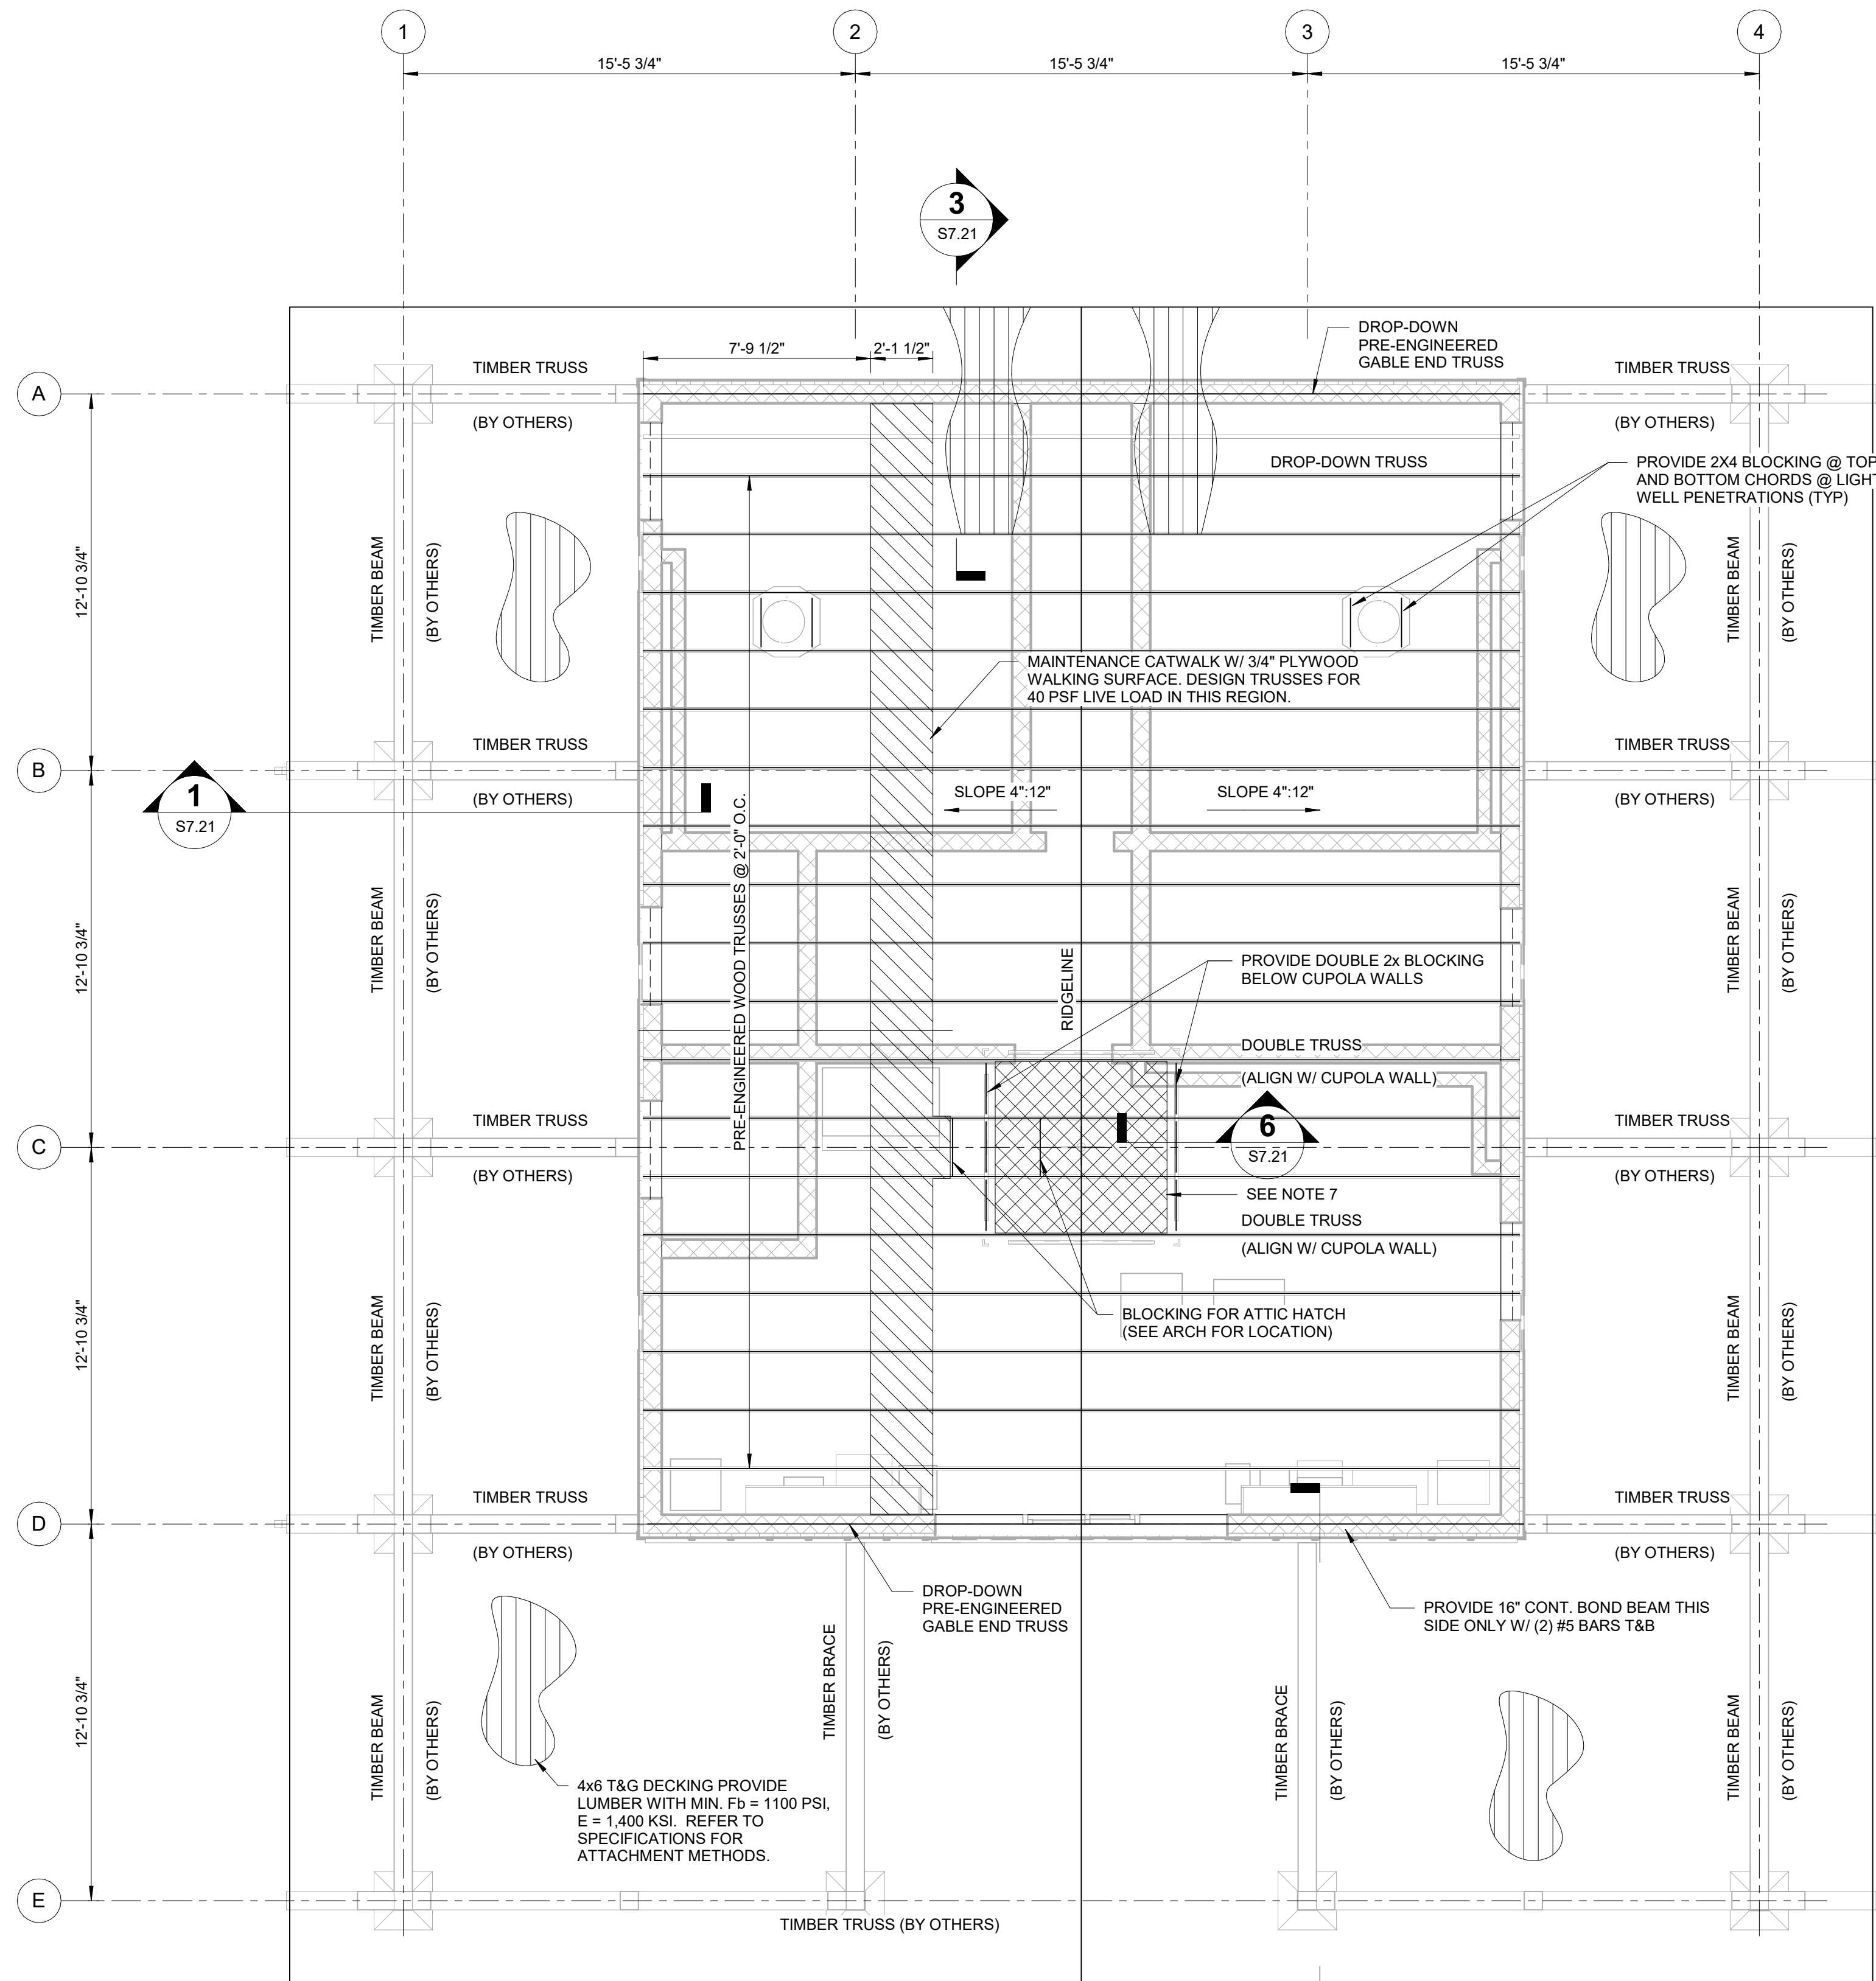 1
2
3
4
15'-5 3/4"
15'-5 3/4"
15'-5 3/4"
3
S7.21
DROP-DOWN
PRE-ENGINEERED
GABLE END TRUSS
7'-9 1/2"
2'-1 1/2"
TIMBER TRUSS
(BY OTHERS)
TIMBER TRUSS
(BY OTHERS)
A
DROP-DOWN TRUSS
PROVIDE 2X4 BLOCKING @ TOP
AND BOTTOM CHORDS @ LIGHT
WELL PENETRATIONS (TYP)
12'-10 3/4"
TIMBER BEAM
(BY OTHERS)
TIMBER BEAM
(BY OTHERS)
MAINTENANCE CATWALK W/ 3/4" PLYWOOD
WALKING SURFACE. DESIGN TRUSSES FOR
40 PSF LIVE LOAD IN THIS REGION.
TIMBER TRUSS
(BY OTHERS)
TIMBER TRUSS
(BY OTHERS)
B
1
S7.21
SLOPE 4":12"
SLOPE 4":12"
PRE-ENGINEERED WOOD TRUSSES @ 2'-0" O.C.
12'-10 3/4"
TIMBER BEAM
(BY OTHERS)
TIMBER BEAM
(BY OTHERS)
RIDGELINE
PROVIDE DOUBLE 2x BLOCKING
BELOW CUPOLA WALLS
DOUBLE TRUSS
(ALIGN W/ CUPOLA WALL)
TIMBER TRUSS
(BY OTHERS)
TIMBER TRUSS
(BY OTHERS)
C
6
S7.21
SEE NOTE 7
DOUBLE TRUSS
(ALIGN W/ CUPOLA WALL)
12'-10 3/4"
TIMBER BEAM
(BY OTHERS)
TIMBER BEAM
(BY OTHERS)
BLOCKING FOR ATTIC HATCH
(SEE ARCH FOR LOCATION)
TIMBER TRUSS
(BY OTHERS)
TIMBER TRUSS
(BY OTHERS)
D
DROP-DOWN
PRE-ENGINEERED
GABLE END TRUSS
PROVIDE 16" CONT. BOND BEAM THIS
SIDE ONLY W/ (2) #5 BARS T&B
12'-10 3/4"
TIMBER BEAM
(BY OTHERS)
TIMBER BRACE
(BY OTHERS)
TIMBER BRACE
(BY OTHERS)
TIMBER BEAM
(BY OTHERS)
4x6 T&G DECKING PROVIDE
LUMBER WITH MIN. Fb = 1100 PSI,
E = 1,400 KSI. REFER TO
SPECIFICATIONS FOR
ATTACHMENT METHODS.
E
TIMBER TRUSS (BY OTHERS)